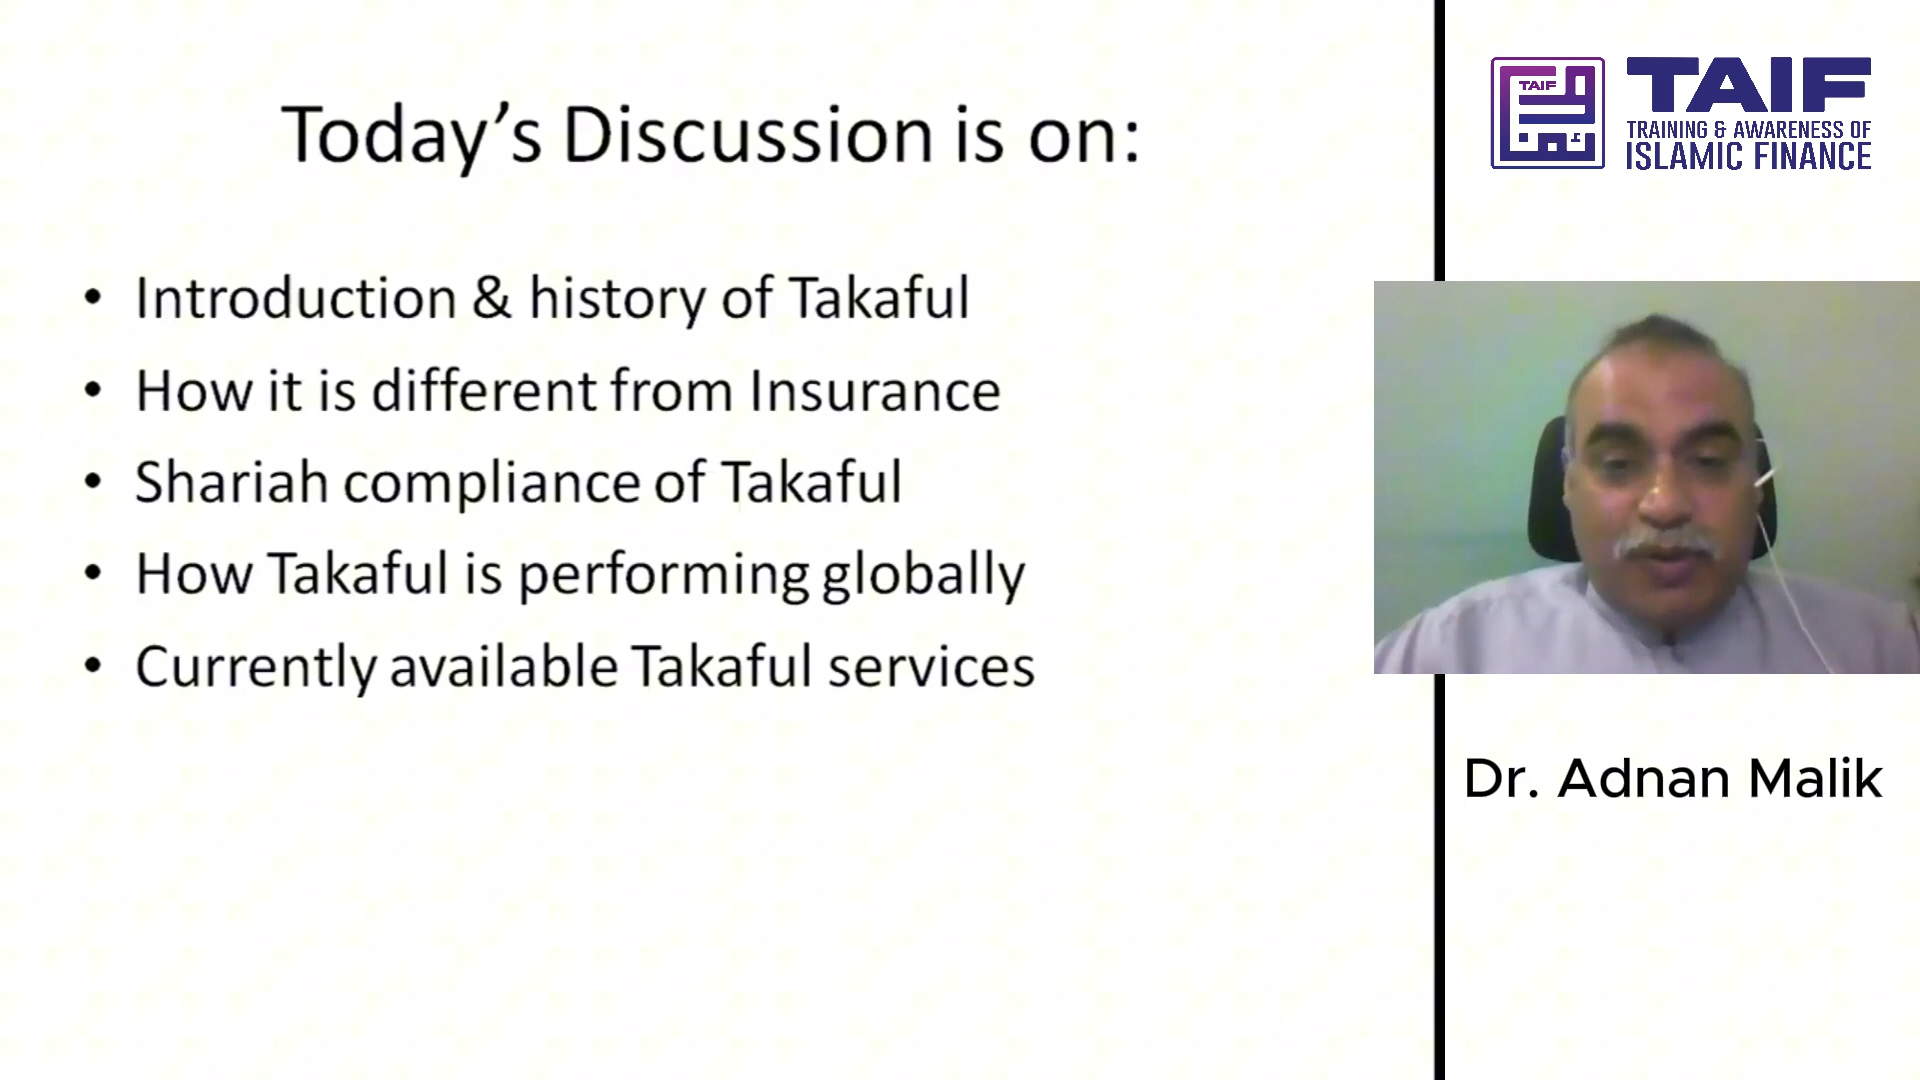 Today’s Discussion is on:
• Introduction & history of Takaful
• How it is different from Insurance
• Shariah compliance of Takaful
• How Takaful is performing globally
• Currently available Takaful services
TAIF
TAIF
TRAINING & AWARENESS OF
ISLAMIC FINANCE
Dr. Adnan Malik